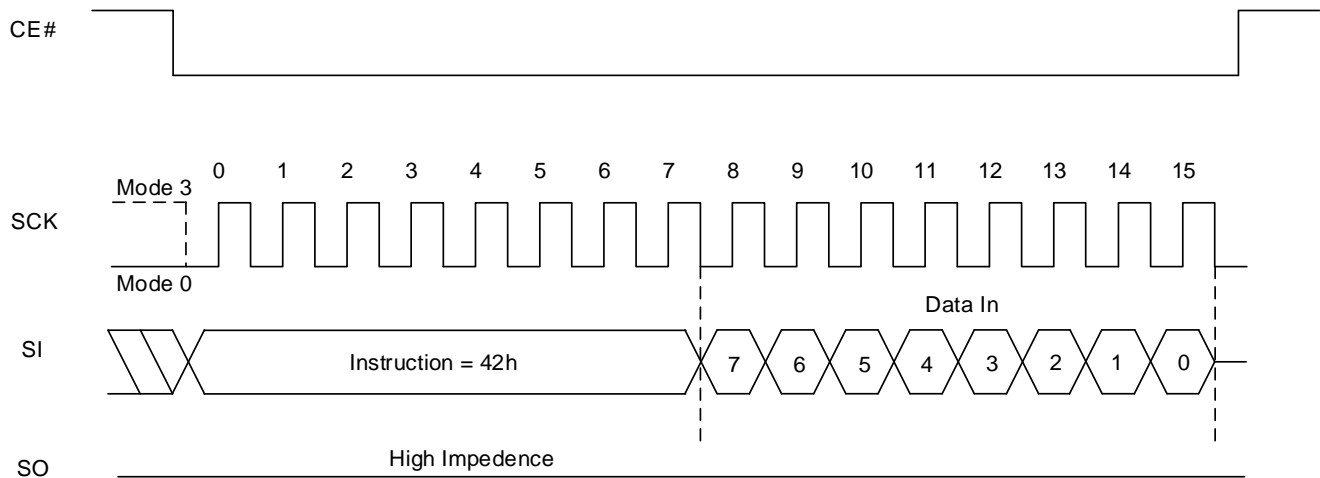 CE#
0 1 2 3 4 5 6 7 8 9 10 11 12 13 14 15
Mode 3
SCK
Mode 0
Data In
SI
Instruction = 42h
7 6 5 4 3 2 1 0
High Impedence
SO